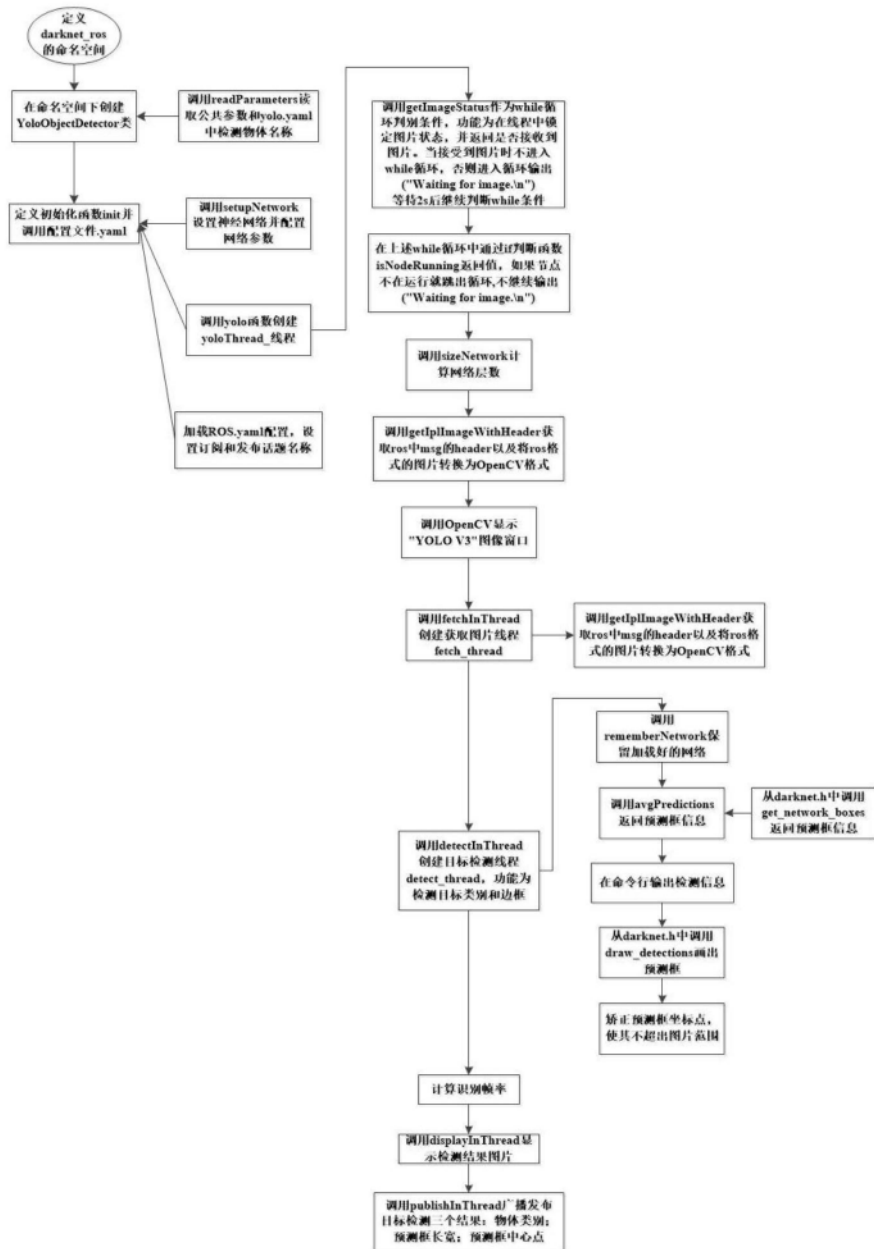 定义
darknet_ros
的命名空间
在命名空间下创建
YoloObjectDetector类
调用readParameters读
取公共参数和yolo.yaml
中检测物体名称
定义初始化函数init并
调用配置文件.yaml
调用setupNetwork
设置神经网络并配置
网络参数
调用yolo函数创建
yoloThread_线程
加载ROS.yaml配置，设
置订阅和发布话题名称
调用getImageStatus作为while循
环判别条件，功能为在线程中锁
定图片状态，并返回是否接收到
图片。当接受到图片时不进入
while循环，否则进入循环输出
("Waiting for image.\n")
等待2s后继续判断while条件
在上述while循环中通过if判断函数
isNodeRunning返回值，如果节点
不在运行就跳出循环,不继续输出
("Waiting for image.\n")
调用sizeNetwork计
算网络层数
调用getIplImageWithHeader获
取ros中msg的header以及将ros格
式的图片转换为OpenCV格式
调用OpenCV显示
"YOLO V3"图像窗口
调用fetchInThread
创建获取图片线程
fetch_thread
调用getIplImageWithHeader获
取ros中msg的header以及将ros格
式的图片转换为OpenCV格式
调用detectInThread
创建目标检测线程
detect_thread，功能为
检测目标类别和边框
调用
rememberNetwork保
留加载好的网络
调用avgPredictions
返回预测框信息
从darknet.h中调用
get_network_boxes
返回预测框信息
在命令行输出检测信息
从darknet.h中调用
draw_detections画出
预测框
矫正预测框坐标点，
使其不超出图片范围
计算识别帧率
调用displayInThread显
示检测结果图片
调用publishInThread广播发布
目标检测三个结果：物体类别；
预测框长宽；预测框中心点